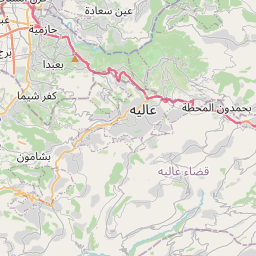 عين سعادة
حازمية
بعبدا
كفر شيما
عاليه
بحمدون المحطة
بشامون
قضاء عاليه